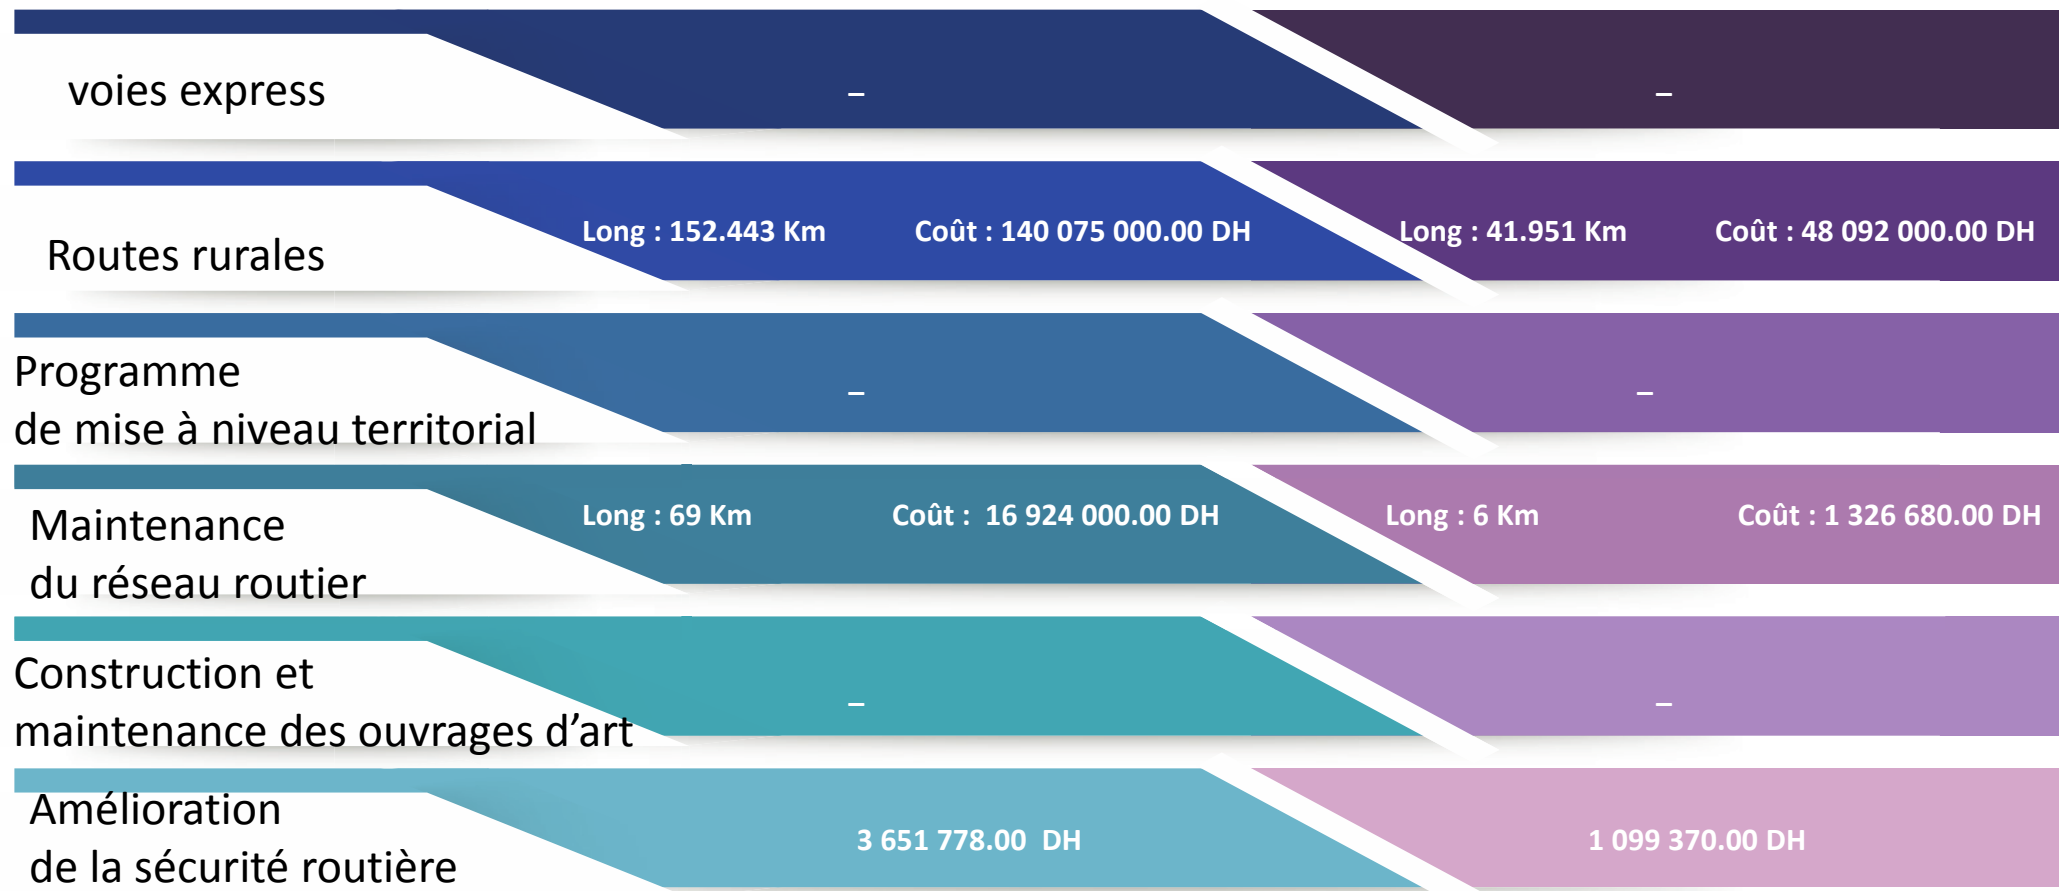 voies express
–
–
Routes rurales
Long : 152.443 Km Coût : 140 075 000.00 DH
Long : 41.951 Km Coût : 48 092 000.00 DH
Programme
de mise à niveau territorial
–
–
Maintenance
du réseau routier
Long : 69 Km Coût : 16 924 000.00 DH
Long : 6 Km Coût : 1 326 680.00 DH
Construction et
maintenance des ouvrages d’art
–
–
Amélioration
de la sécurité routière
3 651 778.00 DH
1 099 370.00 DH